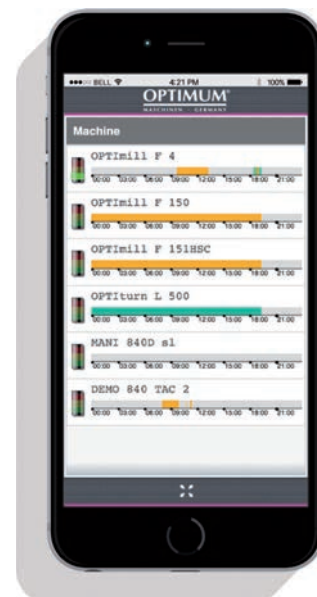 BELL 4:21 PM 100%
OPTIMUM®
MASCHINEN - GERMANY
Machine
OPTImill F 4
00:00 03:00 06:00 09:00 12:00 15:00 18:00 21:00
OPTImill F 150
00:00 03:00 06:00 09:00 12:00 15:00 18:00 21:00
OPTImill F 151HSC
00:00 03:00 06:00 09:00 12:00 15:00 18:00 21:00
OPTIturn L 500
00:00 03:00 06:00 09:00 12:00 15:00 18:00 21:00
MANI 840D sl
00:00 03:00 06:00 09:00 12:00 15:00 18:00 21:00
DEMO 840 TAC 2
00:00 03:00 06:00 09:00 12:00 15:00 18:00 21:00